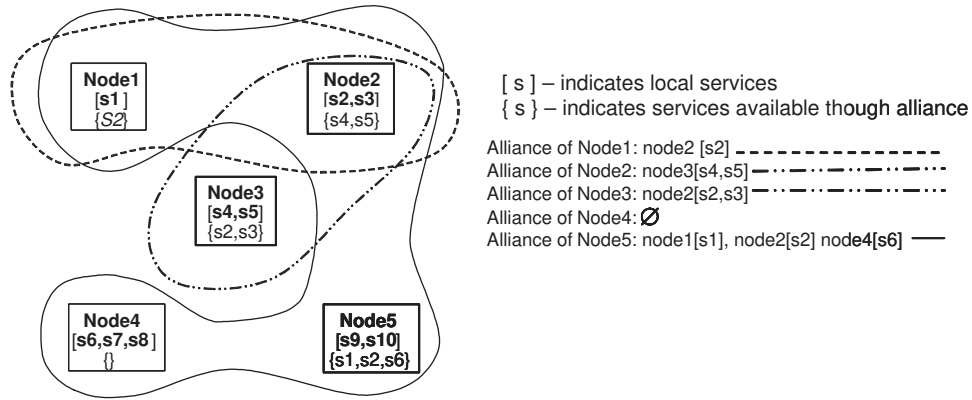 Node1
[s1]
{S2}
Node2
[s2,s3]
{s4,s5}
Node3
[s4,s5]
{s2,s3}
Node4
[s6,s7,s8]
{}
Node5
[s9,s10]
{s1,s2,s6}
[ s ] – indicates local services
{ s } – indicates services available though alliance
Alliance of Node1: node2 [s2]
Alliance of Node2: node3[s4,s5]
Alliance of Node3: node2[s2,s3]
Alliance of Node4: Ø
Alliance of Node5: node1[s1], node2[s2] node4[s6]